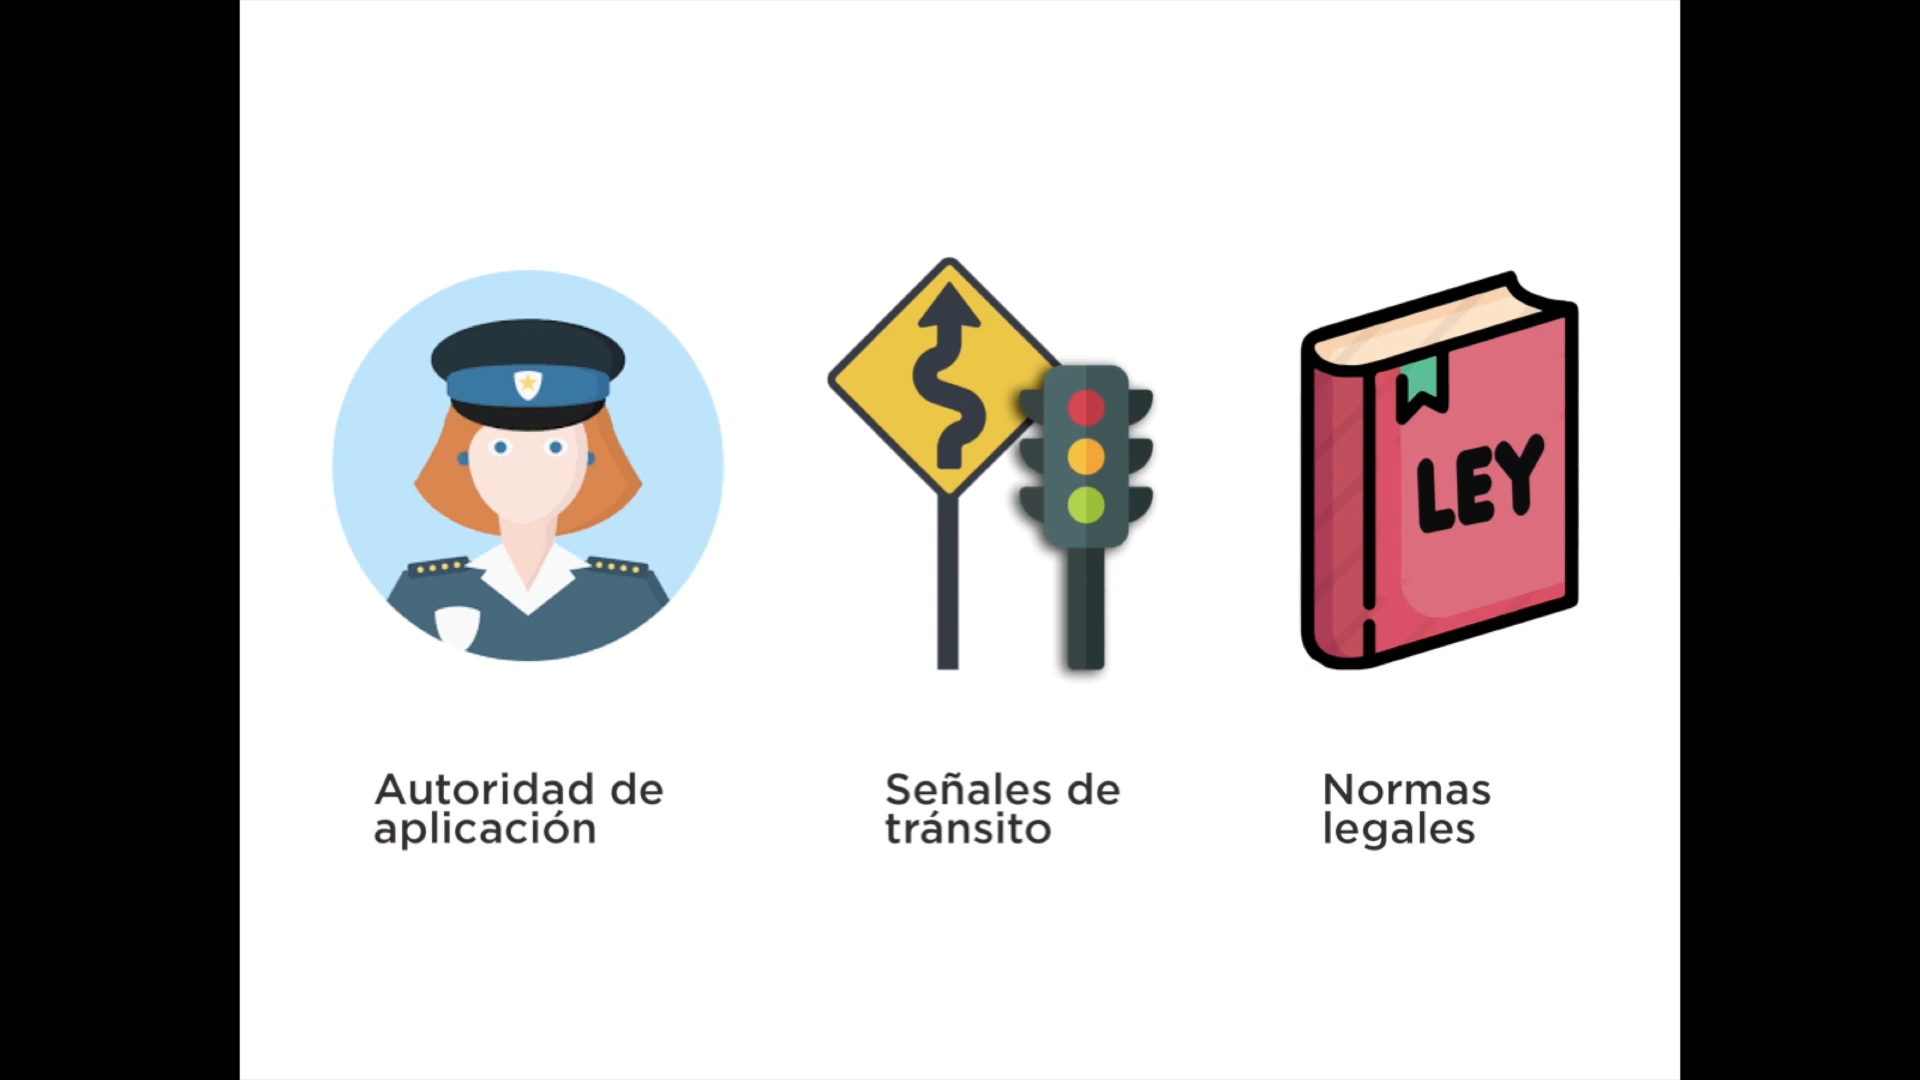 LEY
Autoridad de
aplicación
Señales de
tránsito
Normas
legales